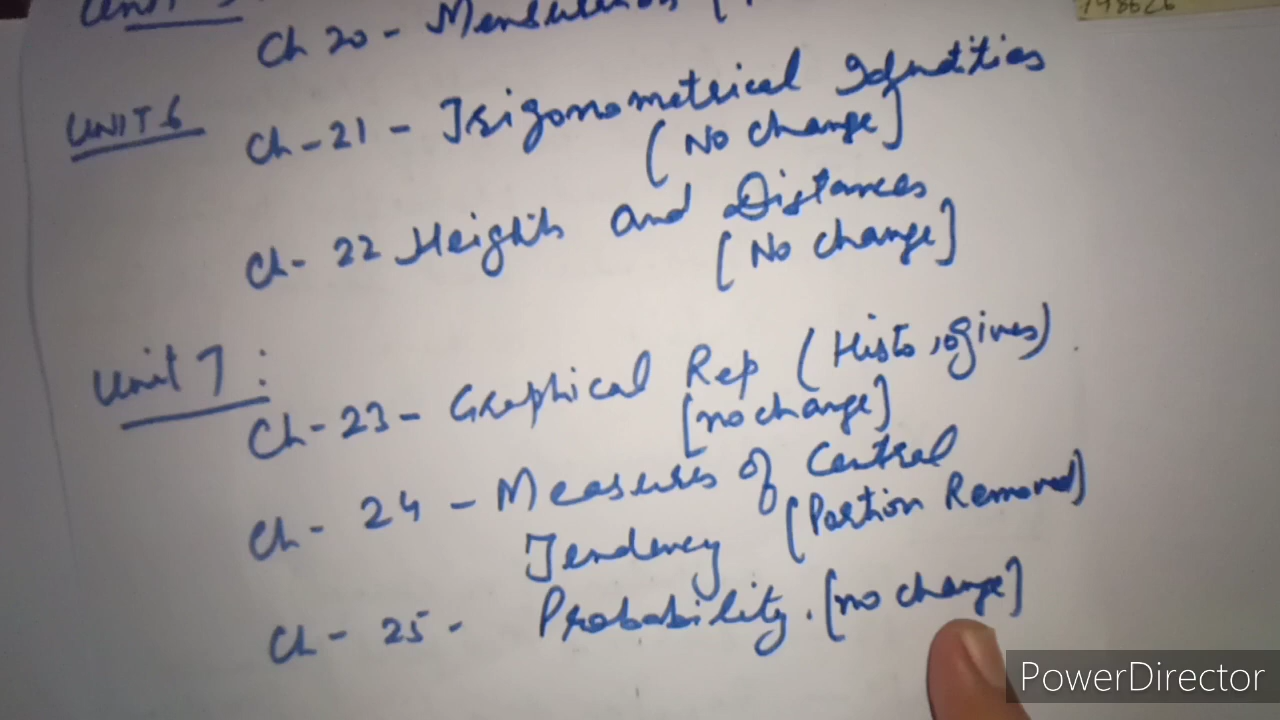 Ch 20 - Mensuration
198626
UNIT 6
Ch - 21 - Trigonometrical Identities
[No change]
Ch - 22 Heights and Distances
[No change]
Unit 7 :
Ch - 23 - Graphical Rep (Histo, ogives)
[no change]
Ch - 24 - Measures of Central
Tendency (Portion Removed)
Ch - 25 - Probability. [no change]
PowerDirector